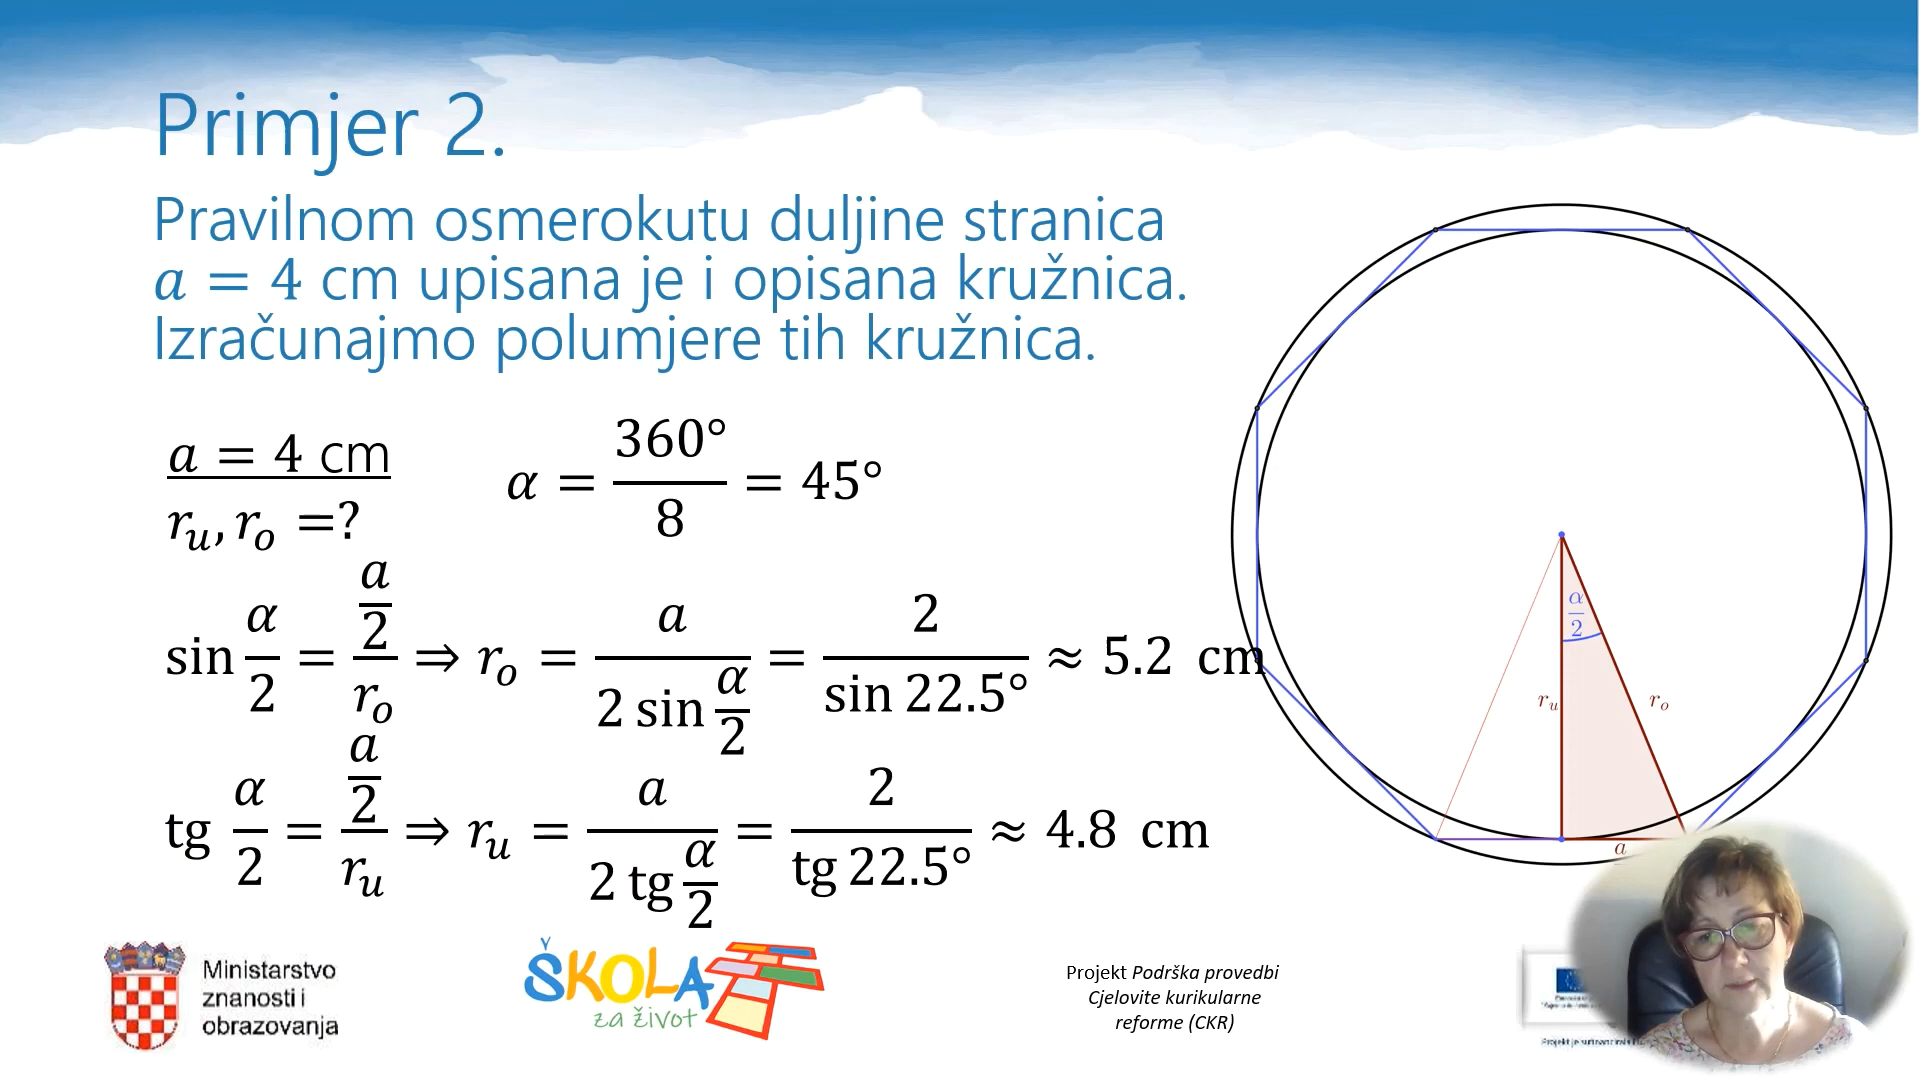 Primjer 2.
Pravilnom osmerokutu duljine stranica
a = 4 cm upisana je i opisana kružnica.
Izračunajmo polumjere tih kružnica.
a = 4 cm
α = 360° / 8 = 45°
r_u, r_o =?
sin α/2 = (a/2)/r_o ⇒ r_o = a / (2 sin α/2) = 2 / sin 22.5° ≈ 5.2 cm
tg α/2 = (a/2)/r_u ⇒ r_u = a / (2 tg α/2) = 2 / tg 22.5° ≈ 4.8 cm
α/2
r_u
r_o
a
Ministarstvo
znanosti i
obrazovanja
ŠKOLA
za život
Projekt Podrška provedbi
Cjelovite kurikularne
reforme (CKR)